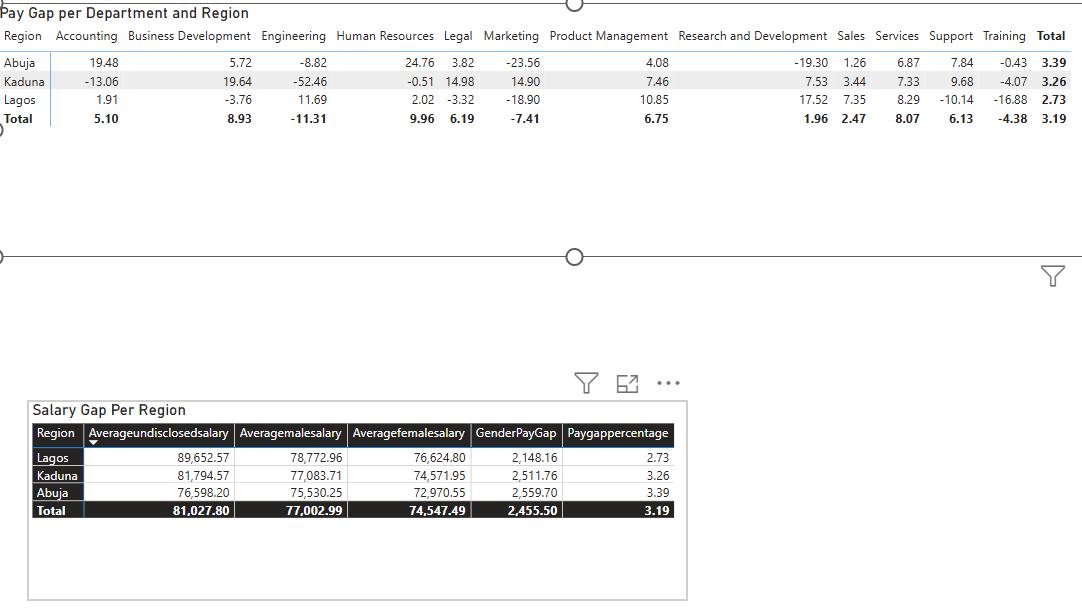 Pay Gap per Department and Region
Region Accounting Business Development Engineering Human Resources Legal Marketing Product Management Research and Development Sales Services Support Training Total
Abuja 19.48 5.72 -8.82 24.76 3.82 -23.56 4.08 -19.30 1.26 6.87 7.84 -0.43 3.39
Kaduna -13.06 19.64 -52.46 -0.51 14.98 14.90 7.46 7.53 3.44 7.33 9.68 -4.07 3.26
Lagos 1.91 -3.76 11.69 2.02 -3.32 -18.90 10.85 17.52 7.35 8.29 -10.14 -16.88 2.73
Total 5.10 8.93 -11.31 9.96 6.19 -7.41 6.75 1.96 2.47 8.07 6.13 -4.38 3.19
Salary Gap Per Region
Region Averageundisclosedsalary Averagemalesalary Averagefemalesalary GenderPayGap Paygappercentage
Lagos 89,652.57 78,772.96 76,624.80 2,148.16 2.73
Kaduna 81,794.57 77,083.71 74,571.95 2,511.76 3.26
Abuja 76,598.20 75,530.25 72,970.55 2,559.70 3.39
Total 81,027.80 77,002.99 74,547.49 2,455.50 3.19